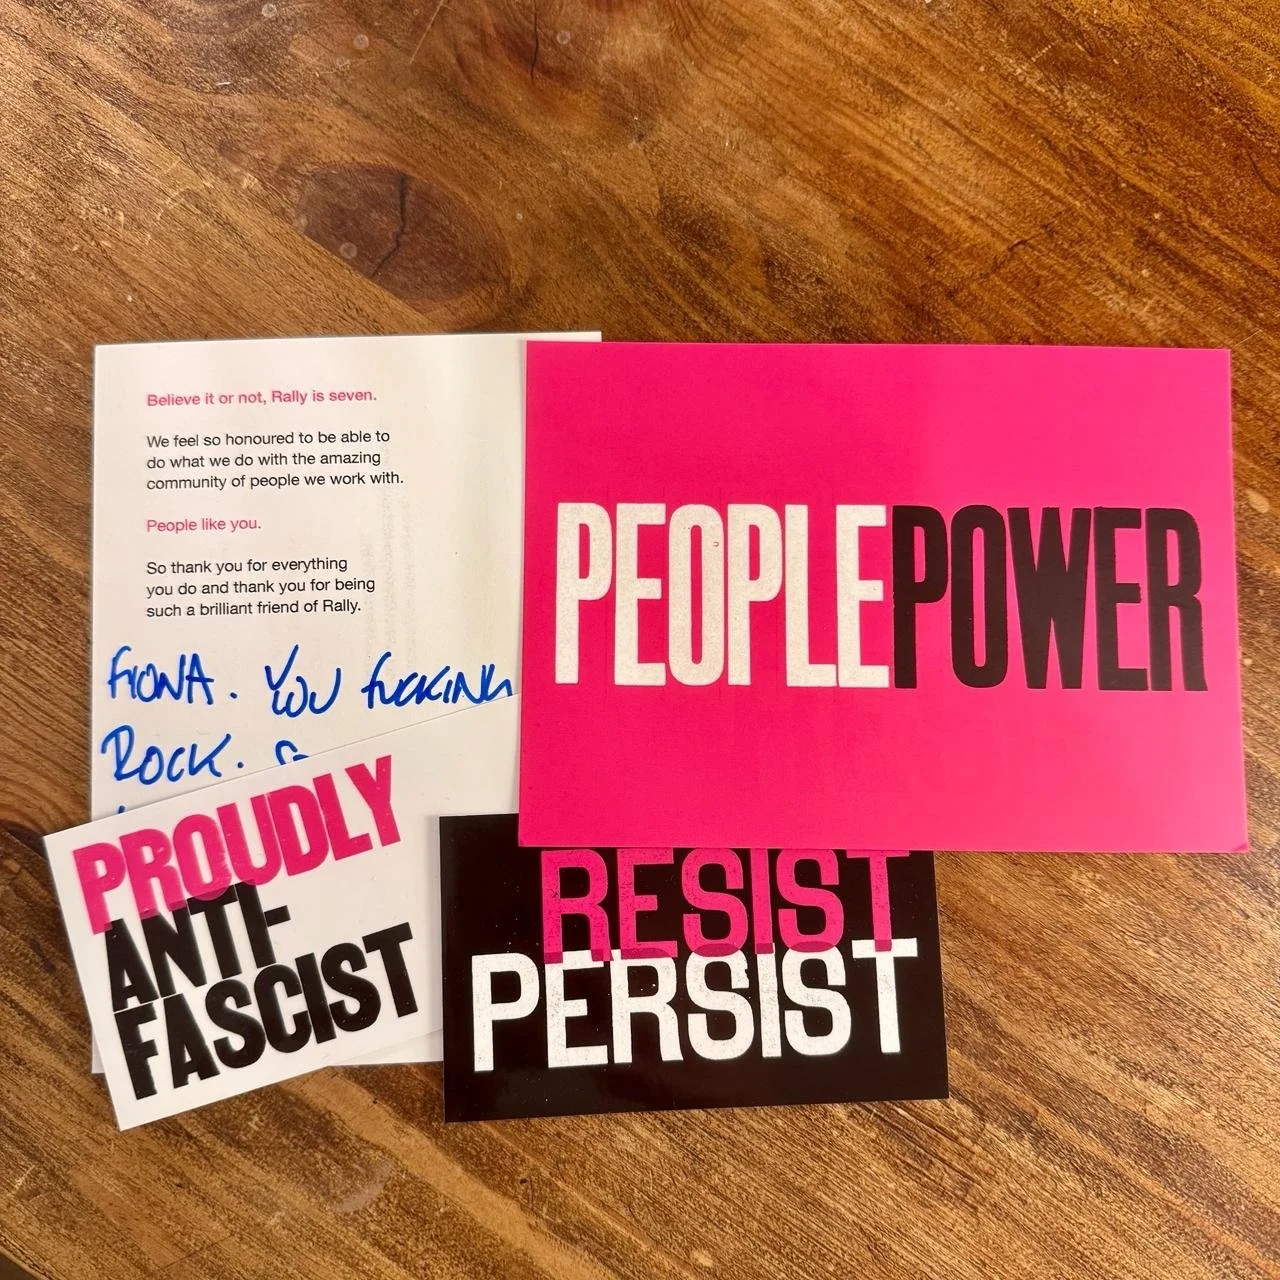 Believe it or not, Rally is seven.
We feel so honoured to be able to
do what we do with the amazing
community of people we work with.
People like you.
So thank you for everything
you do and thank you for being
such a brilliant friend of Rally.
FIONA. YOU FUCKING
ROCK.
PEOPLEPOWER
PROUDLY
ANTI-
FASCIST
RESIST
PERSIST